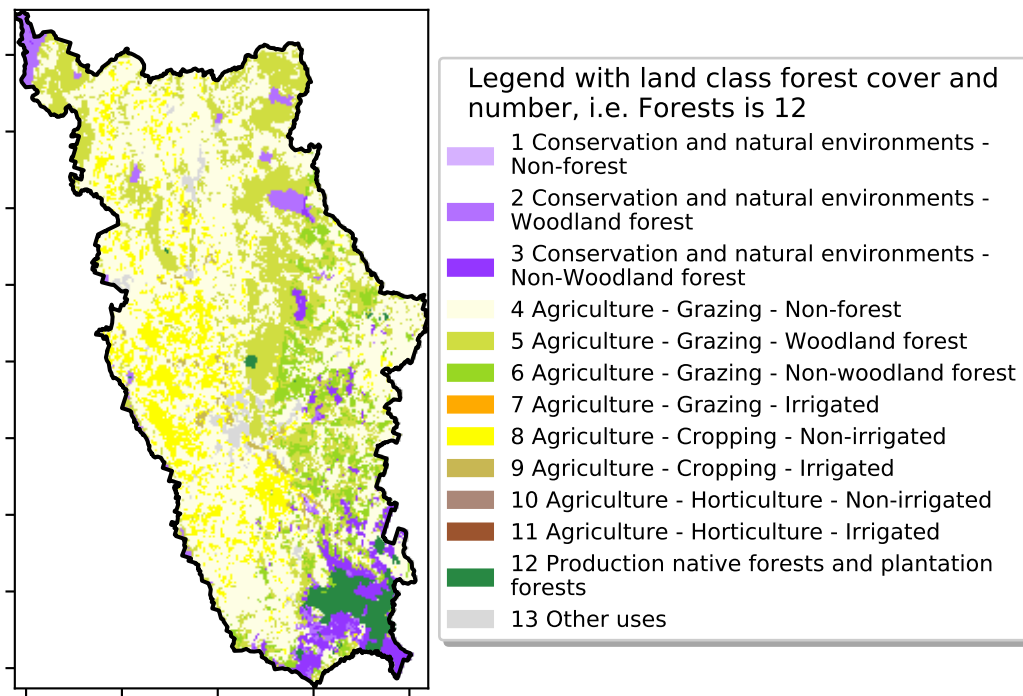 Legend with land class forest cover and
number, i.e. Forests is 12
1 Conservation and natural environments -
Non-forest
2 Conservation and natural environments -
Woodland forest
3 Conservation and natural environments -
Non-Woodland forest
4 Agriculture - Grazing - Non-forest
5 Agriculture - Grazing - Woodland forest
6 Agriculture - Grazing - Non-woodland forest
7 Agriculture - Grazing - Irrigated
8 Agriculture - Cropping - Non-irrigated
9 Agriculture - Cropping - Irrigated
10 Agriculture - Horticulture - Non-irrigated
11 Agriculture - Horticulture - Irrigated
12 Production native forests and plantation
forests
13 Other uses